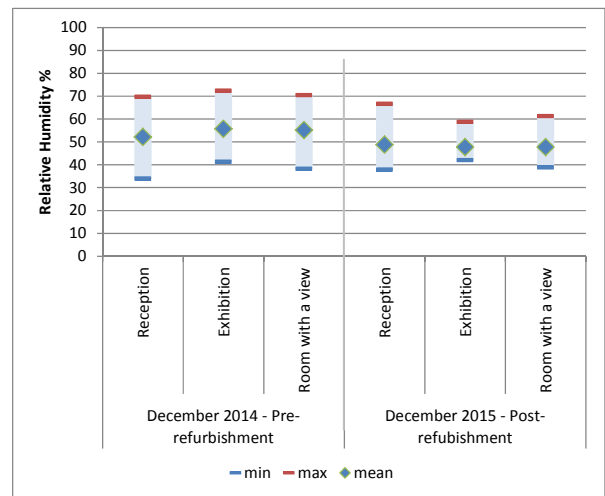 100
90
80
70
60
50
40
30
20
10
0
Relative Humidity %
Reception
Exhibition
Room with a view
Reception
Exhibition
Room with a view
December 2014 - Pre-
refurbishment
December 2015 - Post-
refubishment
min max mean